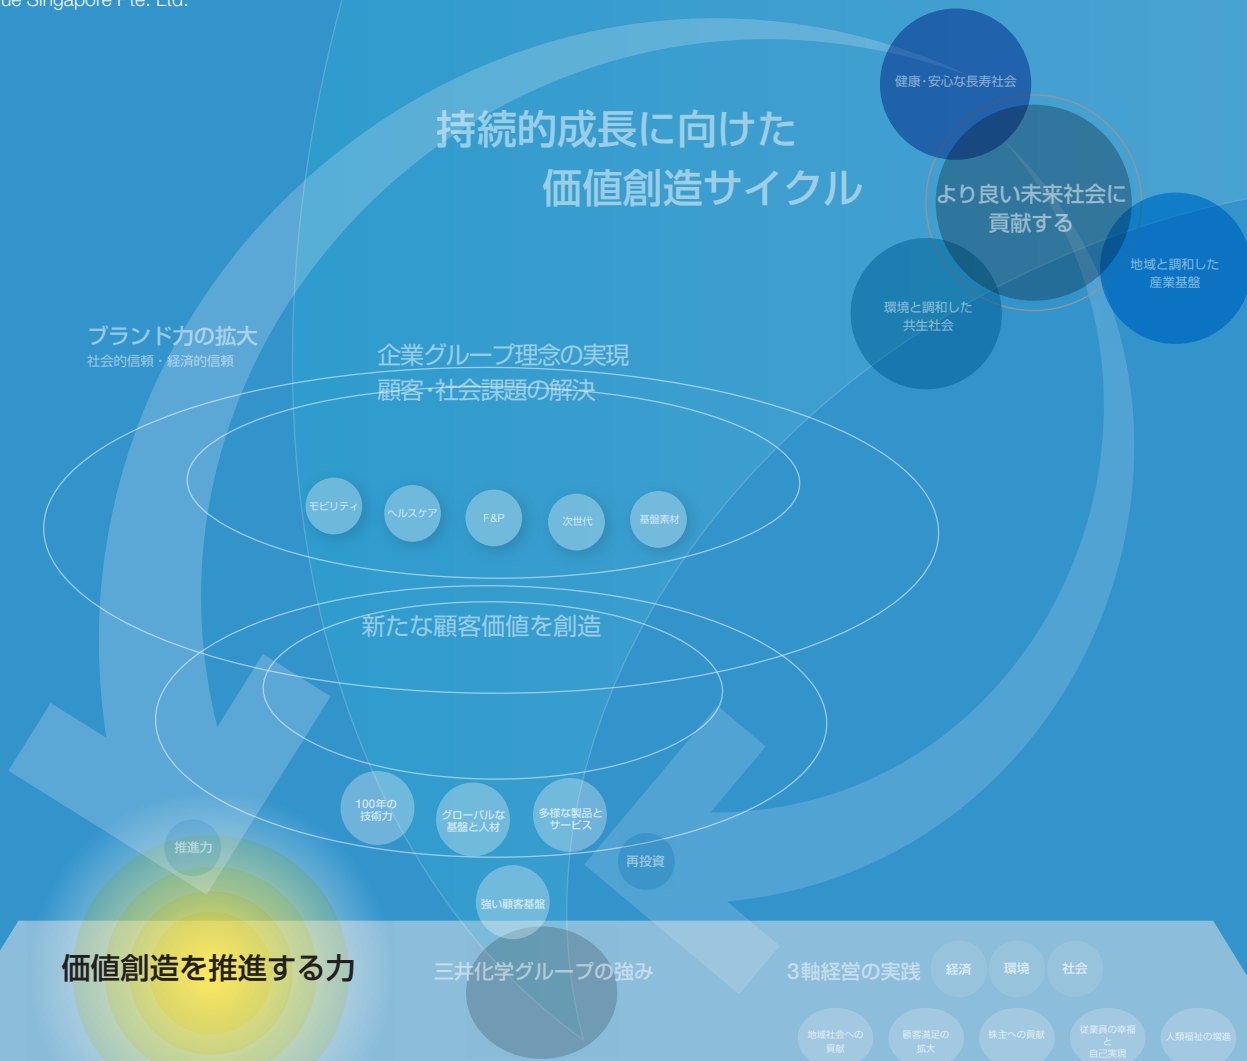 ue Singapore Pte. Ltd.
持続的成長に向けた
価値創造サイクル
健康・安心な長寿社会
より良い未来社会に
貢献する
地域と調和した
産業基盤
環境と調和した
共生社会
ブランド力の拡大
社会的信頼・経済的信頼
企業グループ理念の実現
顧客・社会課題の解決
モビリティ
ヘルスケア
F&P
次世代
基盤素材
新たな顧客価値を創造
100年の
技術力
グローバルな
基盤と人材
多様な製品と
サービス
推進力
再投資
強い顧客基盤
価値創造を推進する力
三井化学グループの強み
3軸経営の実践
経済
環境
社会
地域社会への
貢献
顧客満足の
拡大
株主への貢献
従業員の幸福
と
自己実現
人類福祉の増進